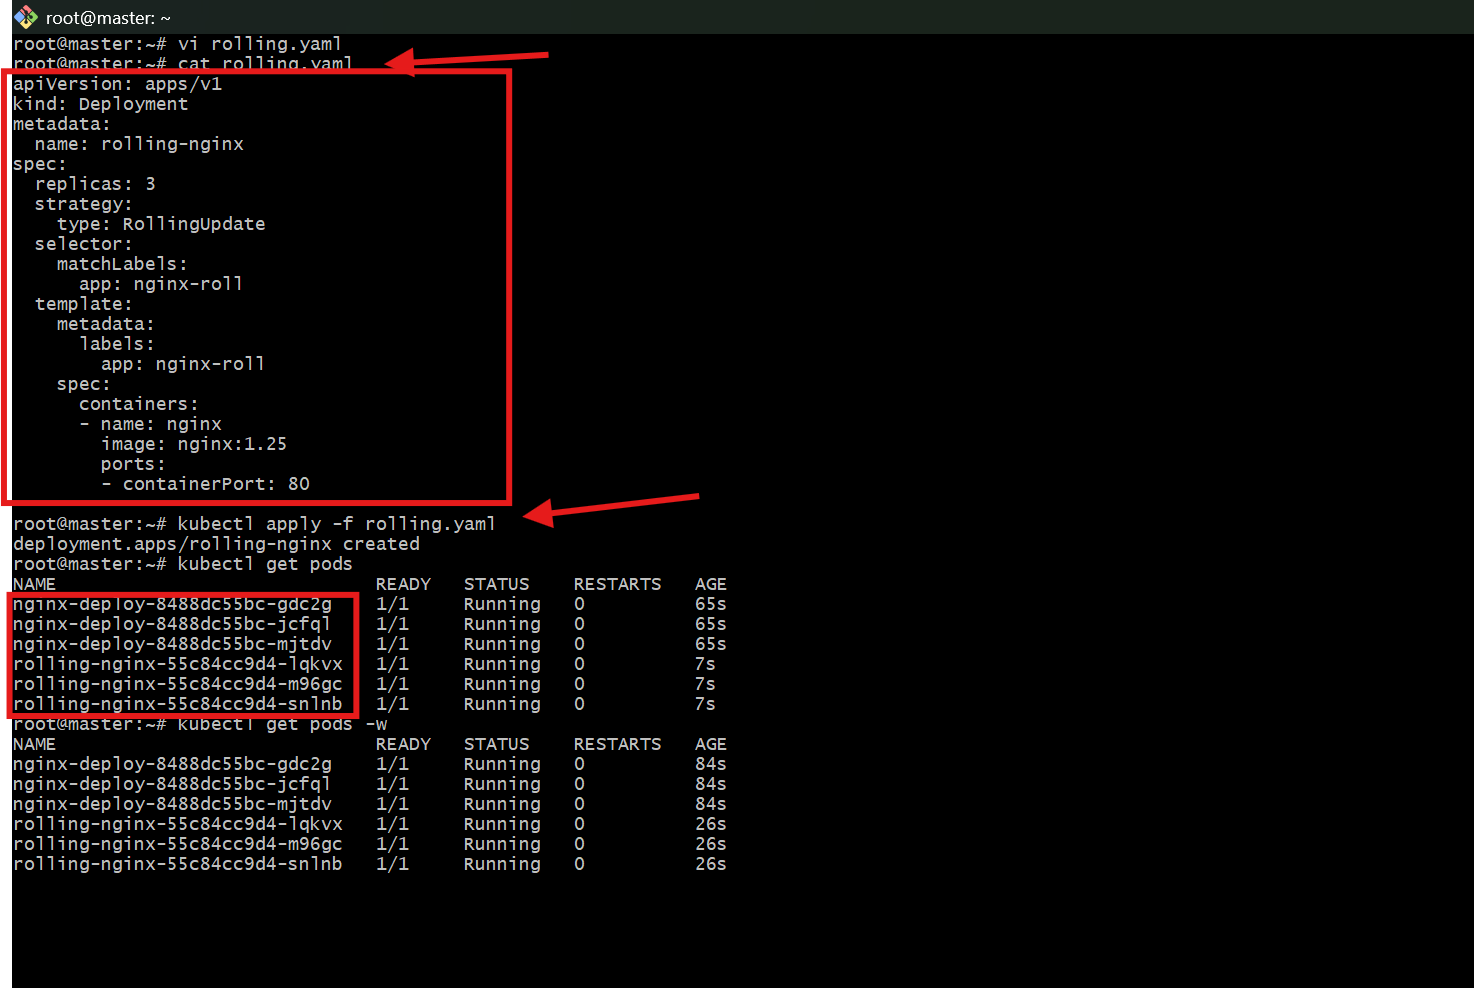 root@master: ~
root@master:~# vi rolling.yaml
root@master:~# cat rolling.yaml
apiVersion: apps/v1
kind: Deployment
metadata:
  name: rolling-nginx
spec:
  replicas: 3
  strategy:
    type: RollingUpdate
  selector:
    matchLabels:
      app: nginx-roll
  template:
    metadata:
      labels:
        app: nginx-roll
    spec:
      containers:
      - name: nginx
        image: nginx:1.25
        ports:
        - containerPort: 80
root@master:~# kubectl apply -f rolling.yaml
deployment.apps/rolling-nginx created
root@master:~# kubectl get pods
NAME                             READY   STATUS    RESTARTS   AGE
nginx-deploy-8488dc55bc-gdc2g    1/1     Running   0          65s
nginx-deploy-8488dc55bc-jcfql    1/1     Running   0          65s
nginx-deploy-8488dc55bc-mjtdv    1/1     Running   0          65s
rolling-nginx-55c84cc9d4-lqkvx   1/1     Running   0          7s
rolling-nginx-55c84cc9d4-m96gc   1/1     Running   0          7s
rolling-nginx-55c84cc9d4-snlnb   1/1     Running   0          7s
root@master:~# kubectl get pods -w
NAME                             READY   STATUS    RESTARTS   AGE
nginx-deploy-8488dc55bc-gdc2g    1/1     Running   0          84s
nginx-deploy-8488dc55bc-jcfql    1/1     Running   0          84s
nginx-deploy-8488dc55bc-mjtdv    1/1     Running   0          84s
rolling-nginx-55c84cc9d4-lqkvx   1/1     Running   0          26s
rolling-nginx-55c84cc9d4-m96gc   1/1     Running   0          26s
rolling-nginx-55c84cc9d4-snlnb   1/1     Running   0          26s